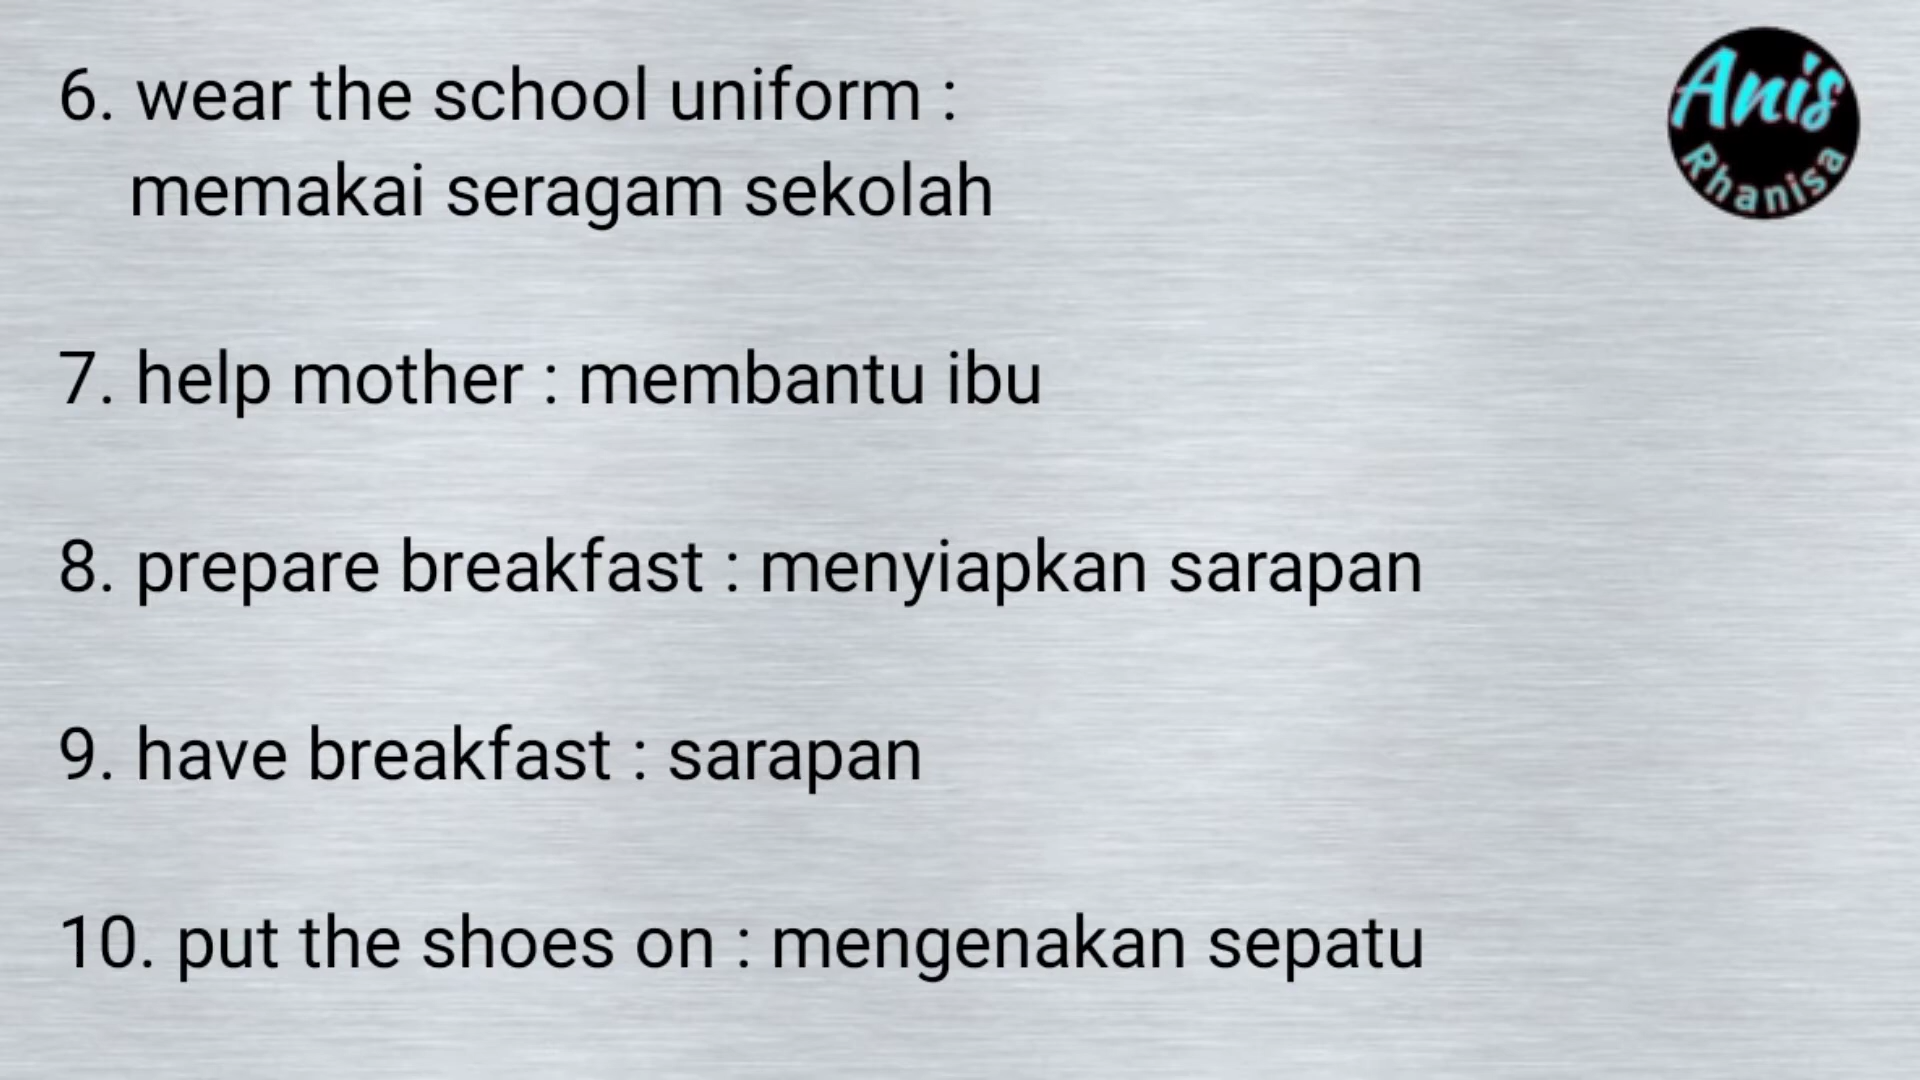 6. wear the school uniform :
memakai seragam sekolah
7. help mother : membantu ibu
8. prepare breakfast : menyiapkan sarapan
9. have breakfast : sarapan
10. put the shoes on : mengenakan sepatu
Anis
Rhanisa